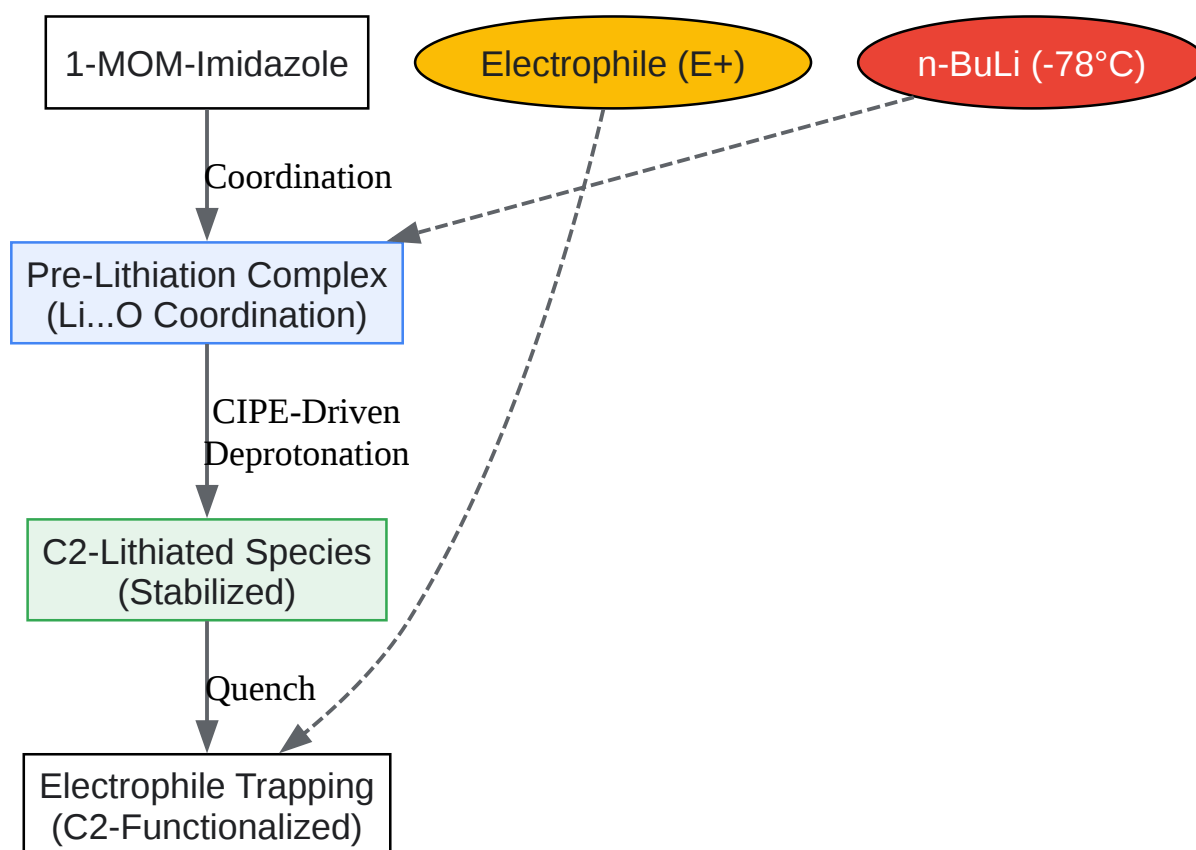 1-MOM-Imidazole
Electrophile (E+)
n-BuLi (-78°C)
Coordination
Pre-Lithiation Complex
(Li...O Coordination)
CIPE-Driven
Deprotonation
C2-Lithiated Species
(Stabilized)
Quench
Electrophile Trapping
(C2-Functionalized)